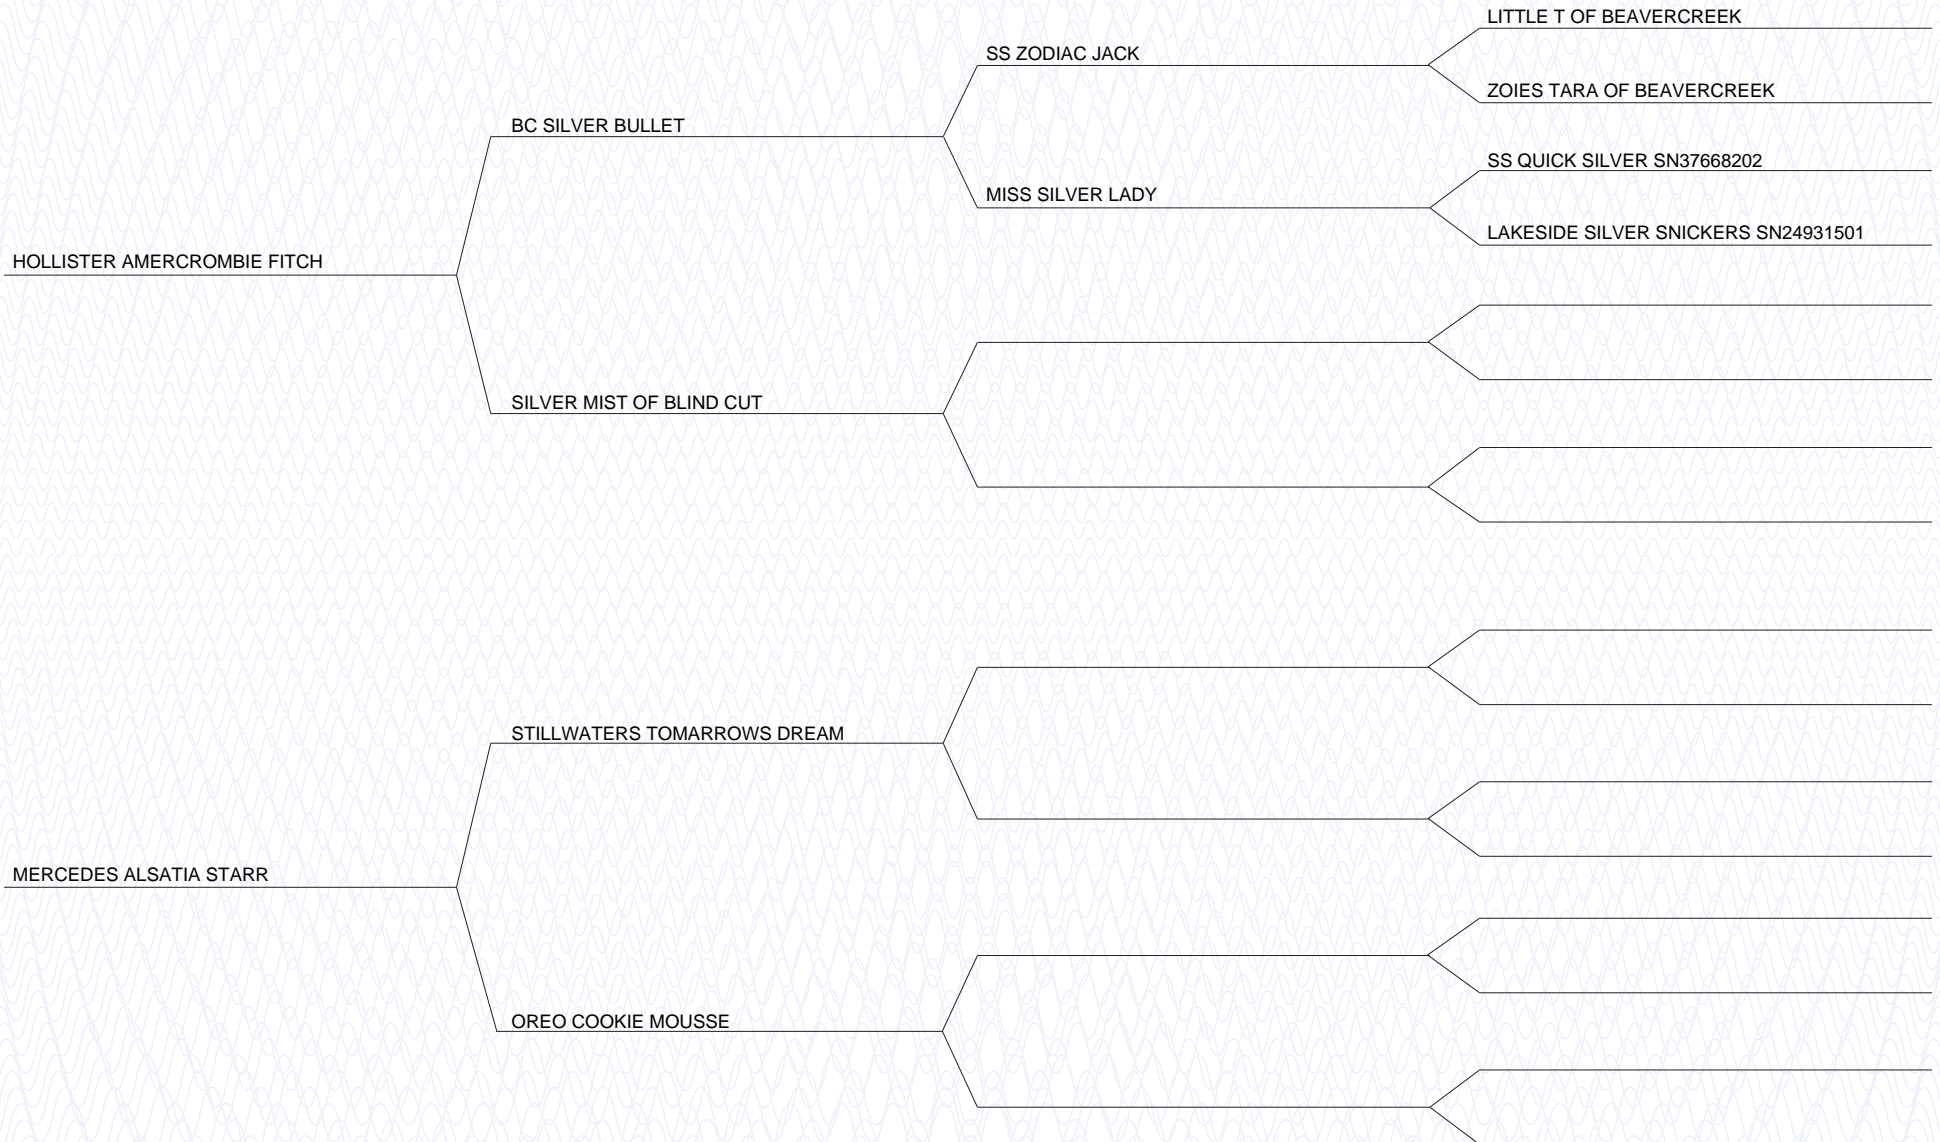 LITTLE T OF BEAVERCREEK
SS ZODIAC JACK
ZOIES TARA OF BEAVERCREEK
BC SILVER BULLET
SS QUICK SILVER SN37668202
MISS SILVER LADY
LAKESIDE SILVER SNICKERS SN24931501
HOLLISTER AMERCROMBIE FITCH
SILVER MIST OF BLIND CUT
STILLWATERS TOMARROWS DREAM
MERCEDES ALSATIA STARR
OREO COOKIE MOUSSE